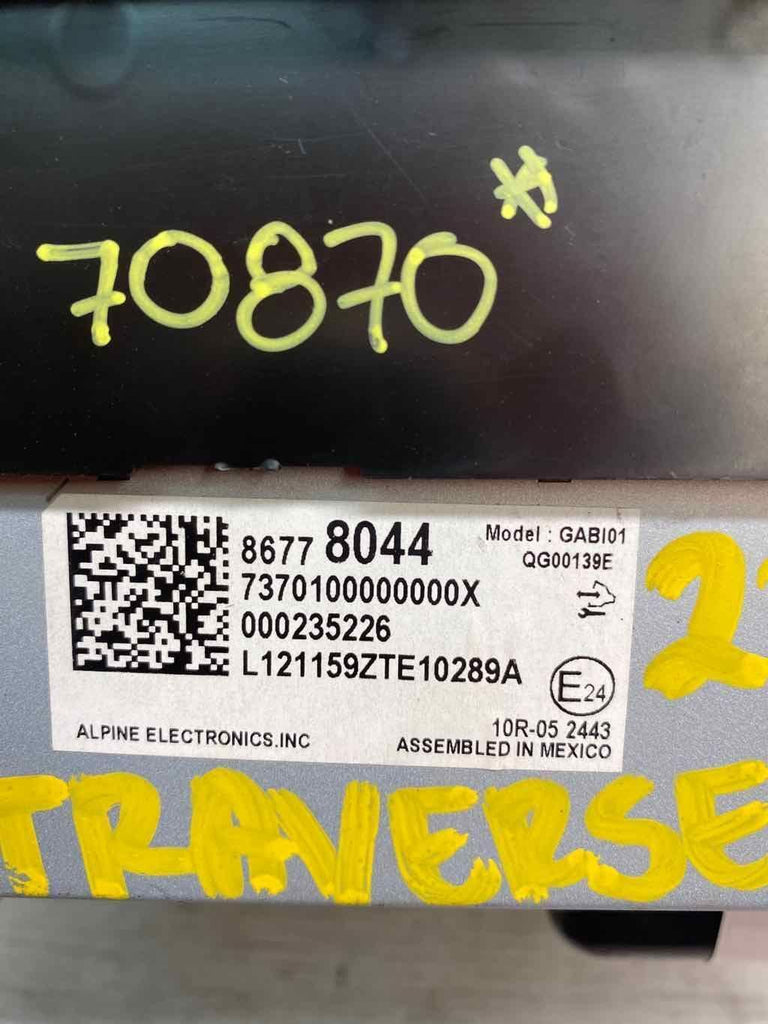 70870
8677 8044
Model : GABI01
QG00139E
7370100000000X
000235226
L121159ZTE10289A
E24
10R-05 2443
ALPINE ELECTRONICS.INC
ASSEMBLED IN MEXICO
TRAVERSE